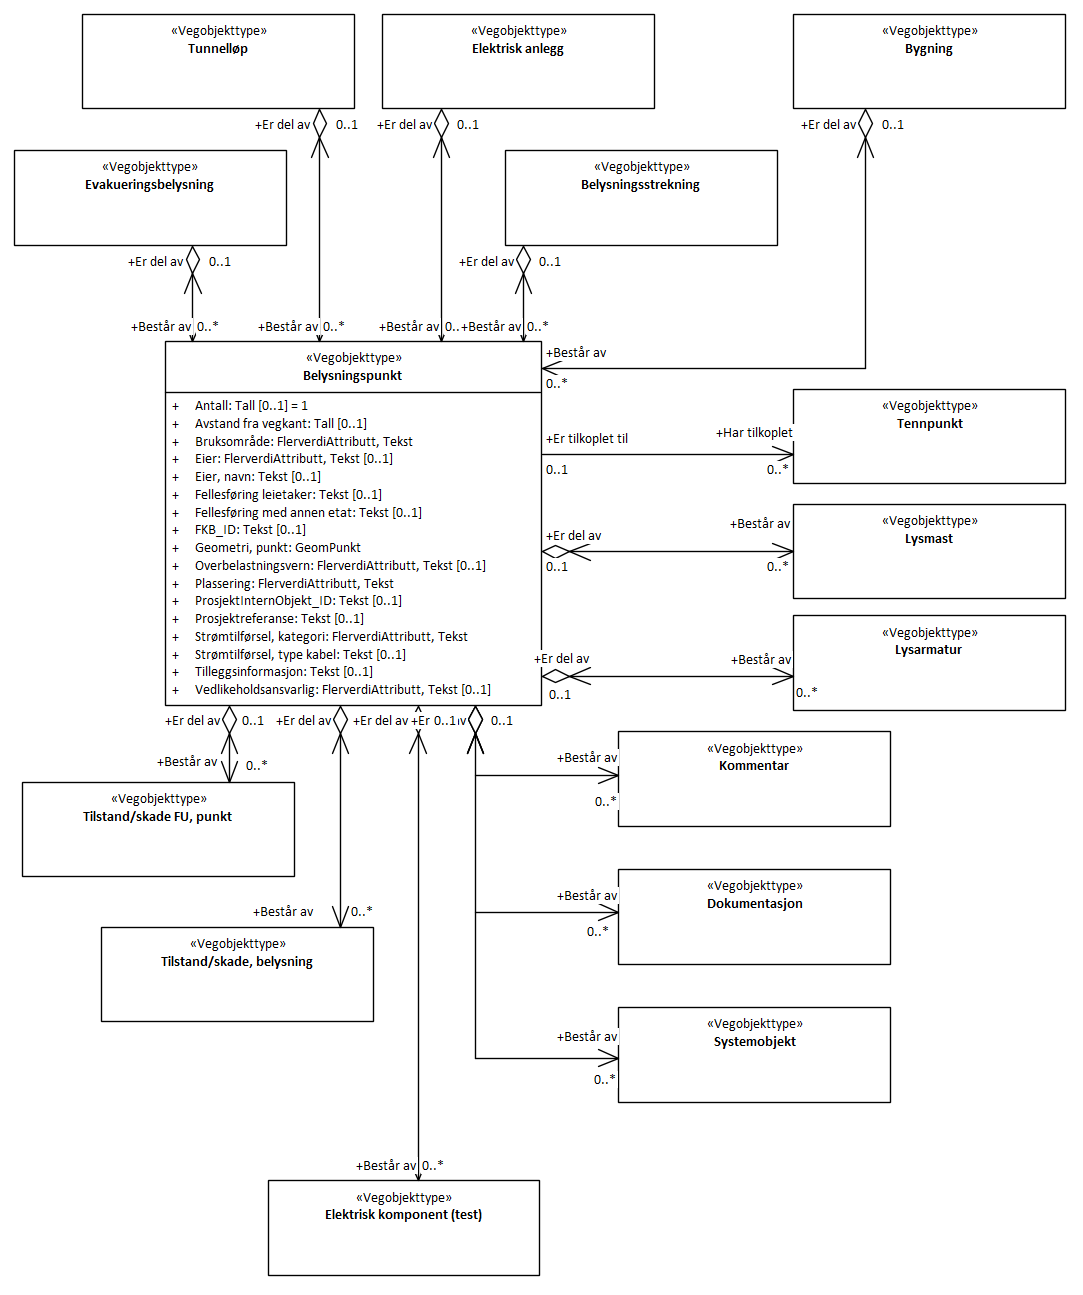 «Vegobjekttype»
Tunnelløp
«Vegobjekttype»
Elektrisk anlegg
«Vegobjekttype»
Bygning
+Er del av 0..1
+Er del av 0..1
+Er del av 0..1
«Vegobjekttype»
Evakueringsbelysning
«Vegobjekttype»
Belysningsstrekning
+Er del av 0..1
+Er del av 0..1
+Består av 0..*
+Består av 0..*
+Består av 0..
+Består av 0..*
«Vegobjekttype»
Belysningspunkt
+Består av
0..*
+ Antall: Tall [0..1] = 1
+ Avstand fra vegkant: Tall [0..1]
+ Bruksområde: FlerverdiAttributt, Tekst
+ Eier: FlerverdiAttributt, Tekst [0..1]
+ Eier, navn: Tekst [0..1]
+ Fellesføring leietaker: Tekst [0..1]
+ Fellesføring med annen etat: Tekst [0..1]
+ FKB_ID: Tekst [0..1]
+ Geometri, punkt: GeomPunkt
+ Overbelastningsvern: FlerverdiAttributt, Tekst [0..1]
+ Plassering: FlerverdiAttributt, Tekst
+ ProsjektInternObjekt_ID: Tekst [0..1]
+ Prosjektreferanse: Tekst [0..1]
+ Strømtilførsel, kategori: FlerverdiAttributt, Tekst
+ Strømtilførsel, type kabel: Tekst [0..1]
+ Tilleggsinformasjon: Tekst [0..1]
+ Vedlikeholdsansvarlig: FlerverdiAttributt, Tekst [0..1]
«Vegobjekttype»
Tennpunkt
+Er tilkoplet til
+Har tilkoplet
0..1
0..*
«Vegobjekttype»
Lysmast
+Er del av
+Består av
0..1
0..*
«Vegobjekttype»
Lysarmatur
+Er del av
+Består av
0..1
0..*
+Er del av 0..1
+Er del av
+Er del av
+Er 0..1
0..1
+Består av 0..*
«Vegobjekttype»
Tilstand/skade FU, punkt
+Består av
0..*
«Vegobjekttype»
Kommentar
+Består av
0..*
«Vegobjekttype»
Dokumentasjon
+Består av 0..*
«Vegobjekttype»
Tilstand/skade, belysning
+Består av
0..*
«Vegobjekttype»
Systemobjekt
+Består av 0..*
«Vegobjekttype»
Elektrisk komponent (test)